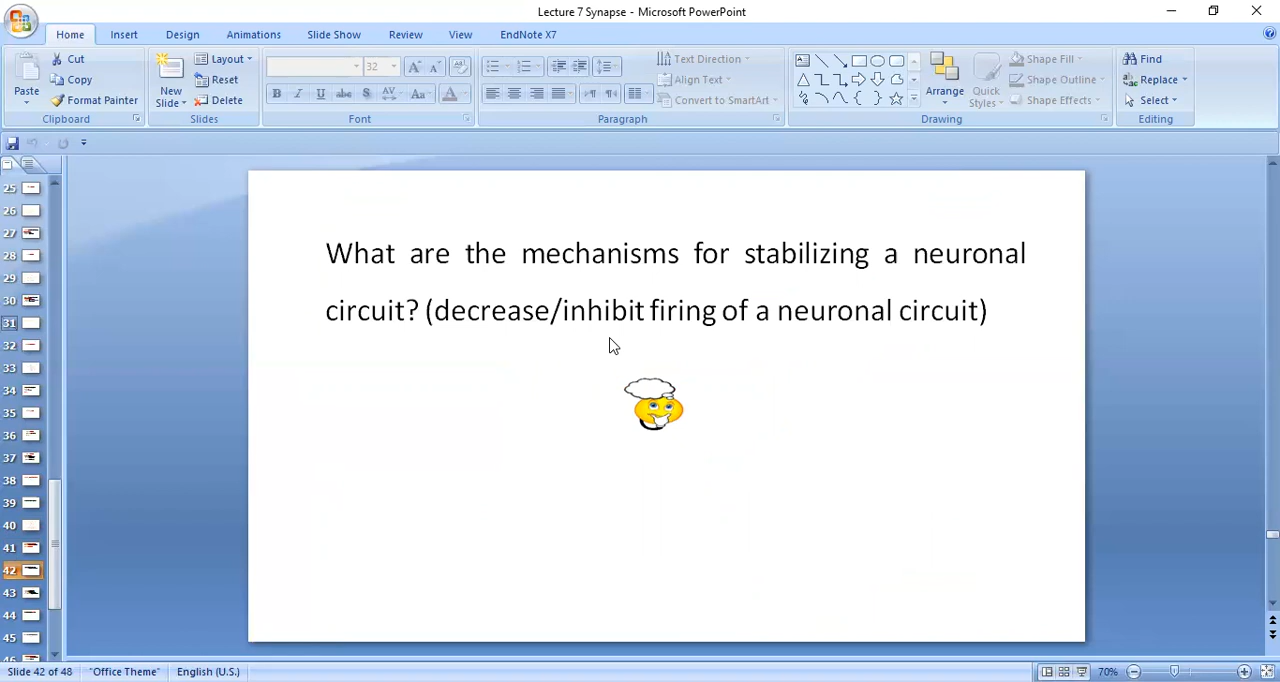 Lecture 7 Synapse - Microsoft PowerPoint
Home Insert Design Animations Slide Show Review View EndNote X7
Cut Layout 32 Text Direction Shape Fill Find
Paste Copy New Slide Reset Align Text Arrange Quick Styles Shape Outline Replace
Format Painter Delete B I U abc S AV Aa A Convert to SmartArt Shape Effects Select
Clipboard Slides Font Paragraph Drawing Editing
25
26
27
28
29
30
31
32
33
34
35
36
37
38
39
40
41
42
43
44
45
What are the mechanisms for stabilizing a neuronal
circuit? (decrease/inhibit firing of a neuronal circuit)
Slide 42 of 48 "Office Theme" English (U.S.) 70%